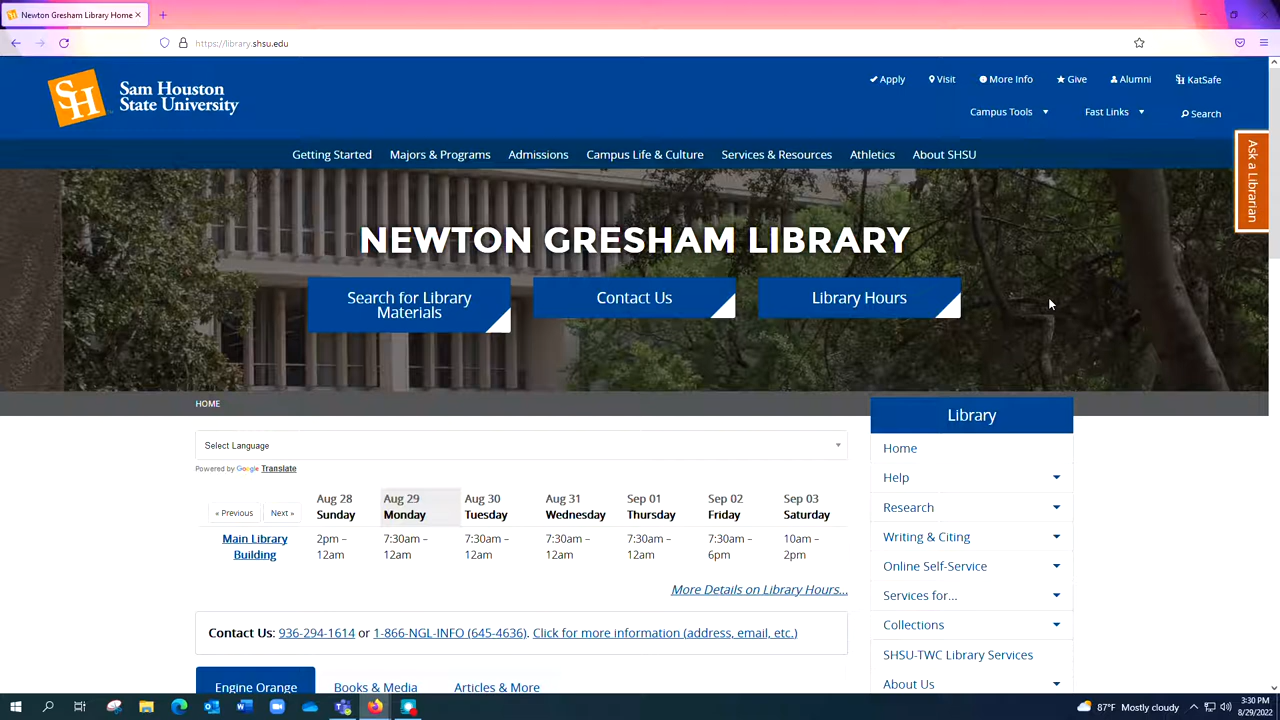 Newton Gresham Library Home
https://library.shsu.edu
SH
Sam Houston
State University
Apply
Visit
More Info
Give
Alumni
KatSafe
Campus Tools
Fast Links
Search
Getting Started
Majors & Programs
Admissions
Campus Life & Culture
Services & Resources
Athletics
About SHSU
Ask a Librarian
NEWTON GRESHAM LIBRARY
Search for Library
Materials
Contact Us
Library Hours
HOME
Select Language
Powered by Google Translate
« Previous
Next »
Aug 28 Aug 29 Aug 30 Aug 31 Sep 01 Sep 02 Sep 03
Sunday Monday Tuesday Wednesday Thursday Friday Saturday
Main Library 2pm – 7:30am – 7:30am – 7:30am – 7:30am – 7:30am – 10am –
Building 12am 12am 12am 12am 12am 6pm 2pm
More Details on Library Hours...
Contact Us: 936-294-1614 or 1-866-NGL-INFO (645-4636). Click for more information (address, email, etc.)
Engine Orange
Books & Media
Articles & More
Library
Home
Help
Research
Writing & Citing
Online Self-Service
Services for...
Collections
SHSU-TWC Library Services
About Us
87°F Mostly cloudy
3:30 PM
8/29/2022